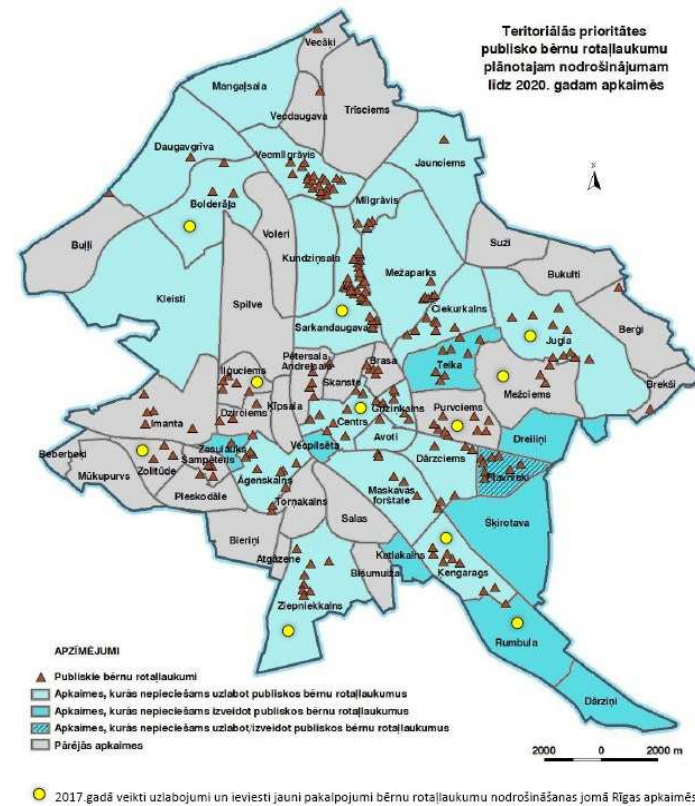 Teritoriālās prioritātes
publisko bērnu rotaļlaukumu
plānotajam nodrošinājumam
līdz 2020. gadam apkaimēs
Vecāķi
Mangaļsala
Vecdaugava
Trīsciems
Daugavgrīva
Vecmīlgrāvis
Jaunciems
Bolderāja
Mīlgrāvis
Buļļi
Voleri
Kundziņsala
Mežaparks
Suži
Bukulti
Kleisti
Spilve
Sarkandaugava
Ciekurkalns
Jugla
Berģi
Pētersala
Andrejsala
Brasa
Teika
Iļģuciems
Skanste
Mežciems
Brekši
Dzirciems
Ķīpsala
Imanta
Centrs
Grīziņkalns
Purvciems
Avoti
Dreiliņi
Beberbeķi
Zolitūde
Zasulauks
Šampēteris
Vecpilsēta
Dārzciems
Mūkupurvs
Āgenskalns
Pļavnieki
Pleskodāle
Maskavas
forštate
Torņakalns
Salas
Šķirotava
Bieriņi
Atgāzene
Katlakalns
Bišumuiža
Ķengarags
Ziepniekkalns
Rumbula
Dārziņi
APZĪMĒJUMI
Publiskie bērnu rotaļlaukumi
Apkaimes, kurās nepieciešams uzlabot publiskos bērnu rotaļlaukumus
Apkaimes, kurās nepieciešams izveidot publiskos bērnu rotaļlaukumus
Apkaimes, kurās nepieciešams uzlabot/izveidot publiskos bērnu rotaļlaukumus
Pārējās apkaimes
2000 0 2000 m
2017.gadā veikti uzlabojumi un ieviesti jauni pakalpojumi bērnu rotaļlaukumu nodrošināšanas jomā Rīgas apkaimēs